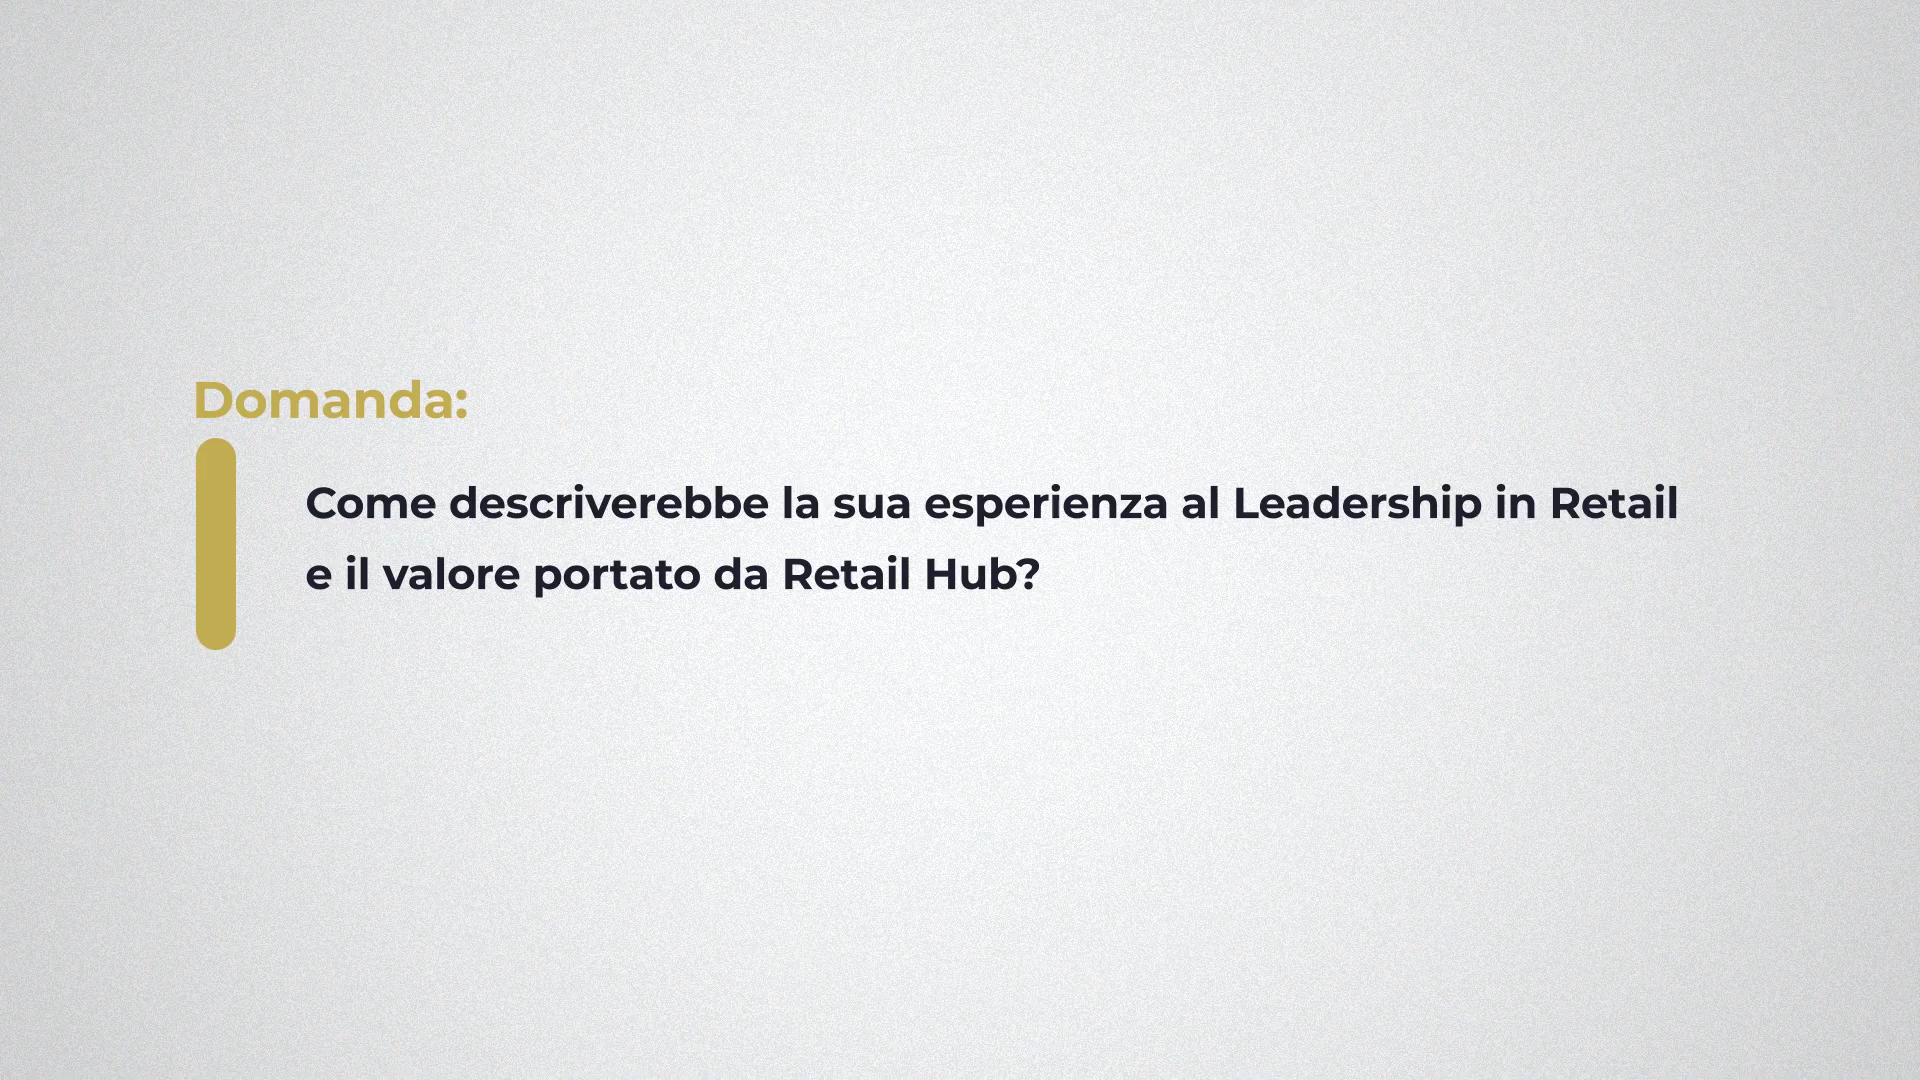 Domanda:
Come descriverebbe la sua esperienza al Leadership in Retail
e il valore portato da Retail Hub?